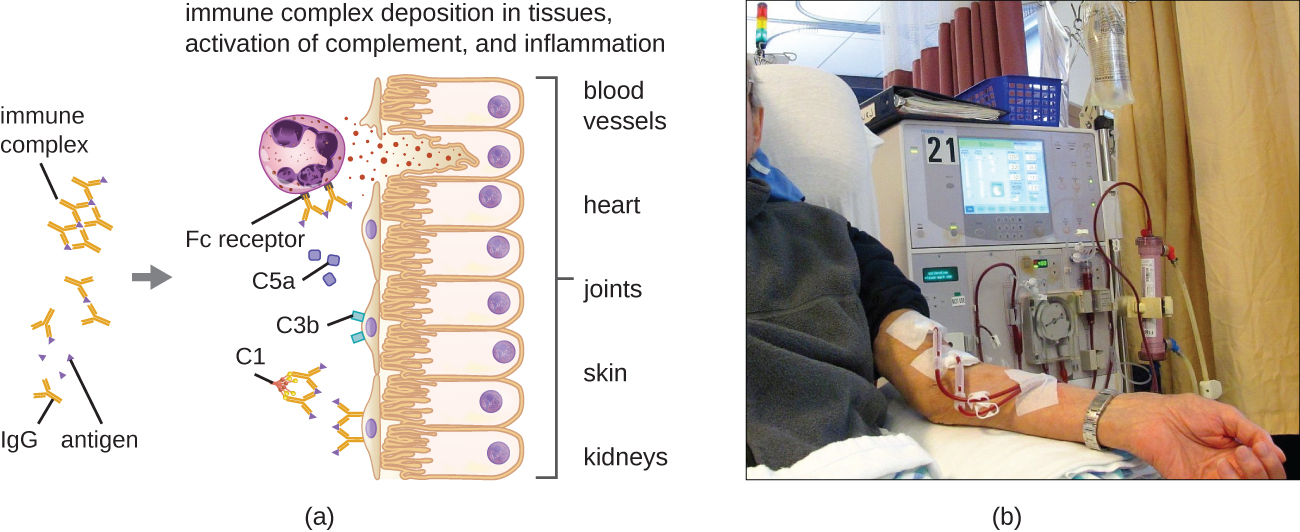 immune complex deposition in tissues,
activation of complement, and inflammation
immune
complex
Fc receptor
C5a
C3b
C1
IgG
antigen
blood
vessels
heart
joints
skin
kidneys
(a)
21
(b)